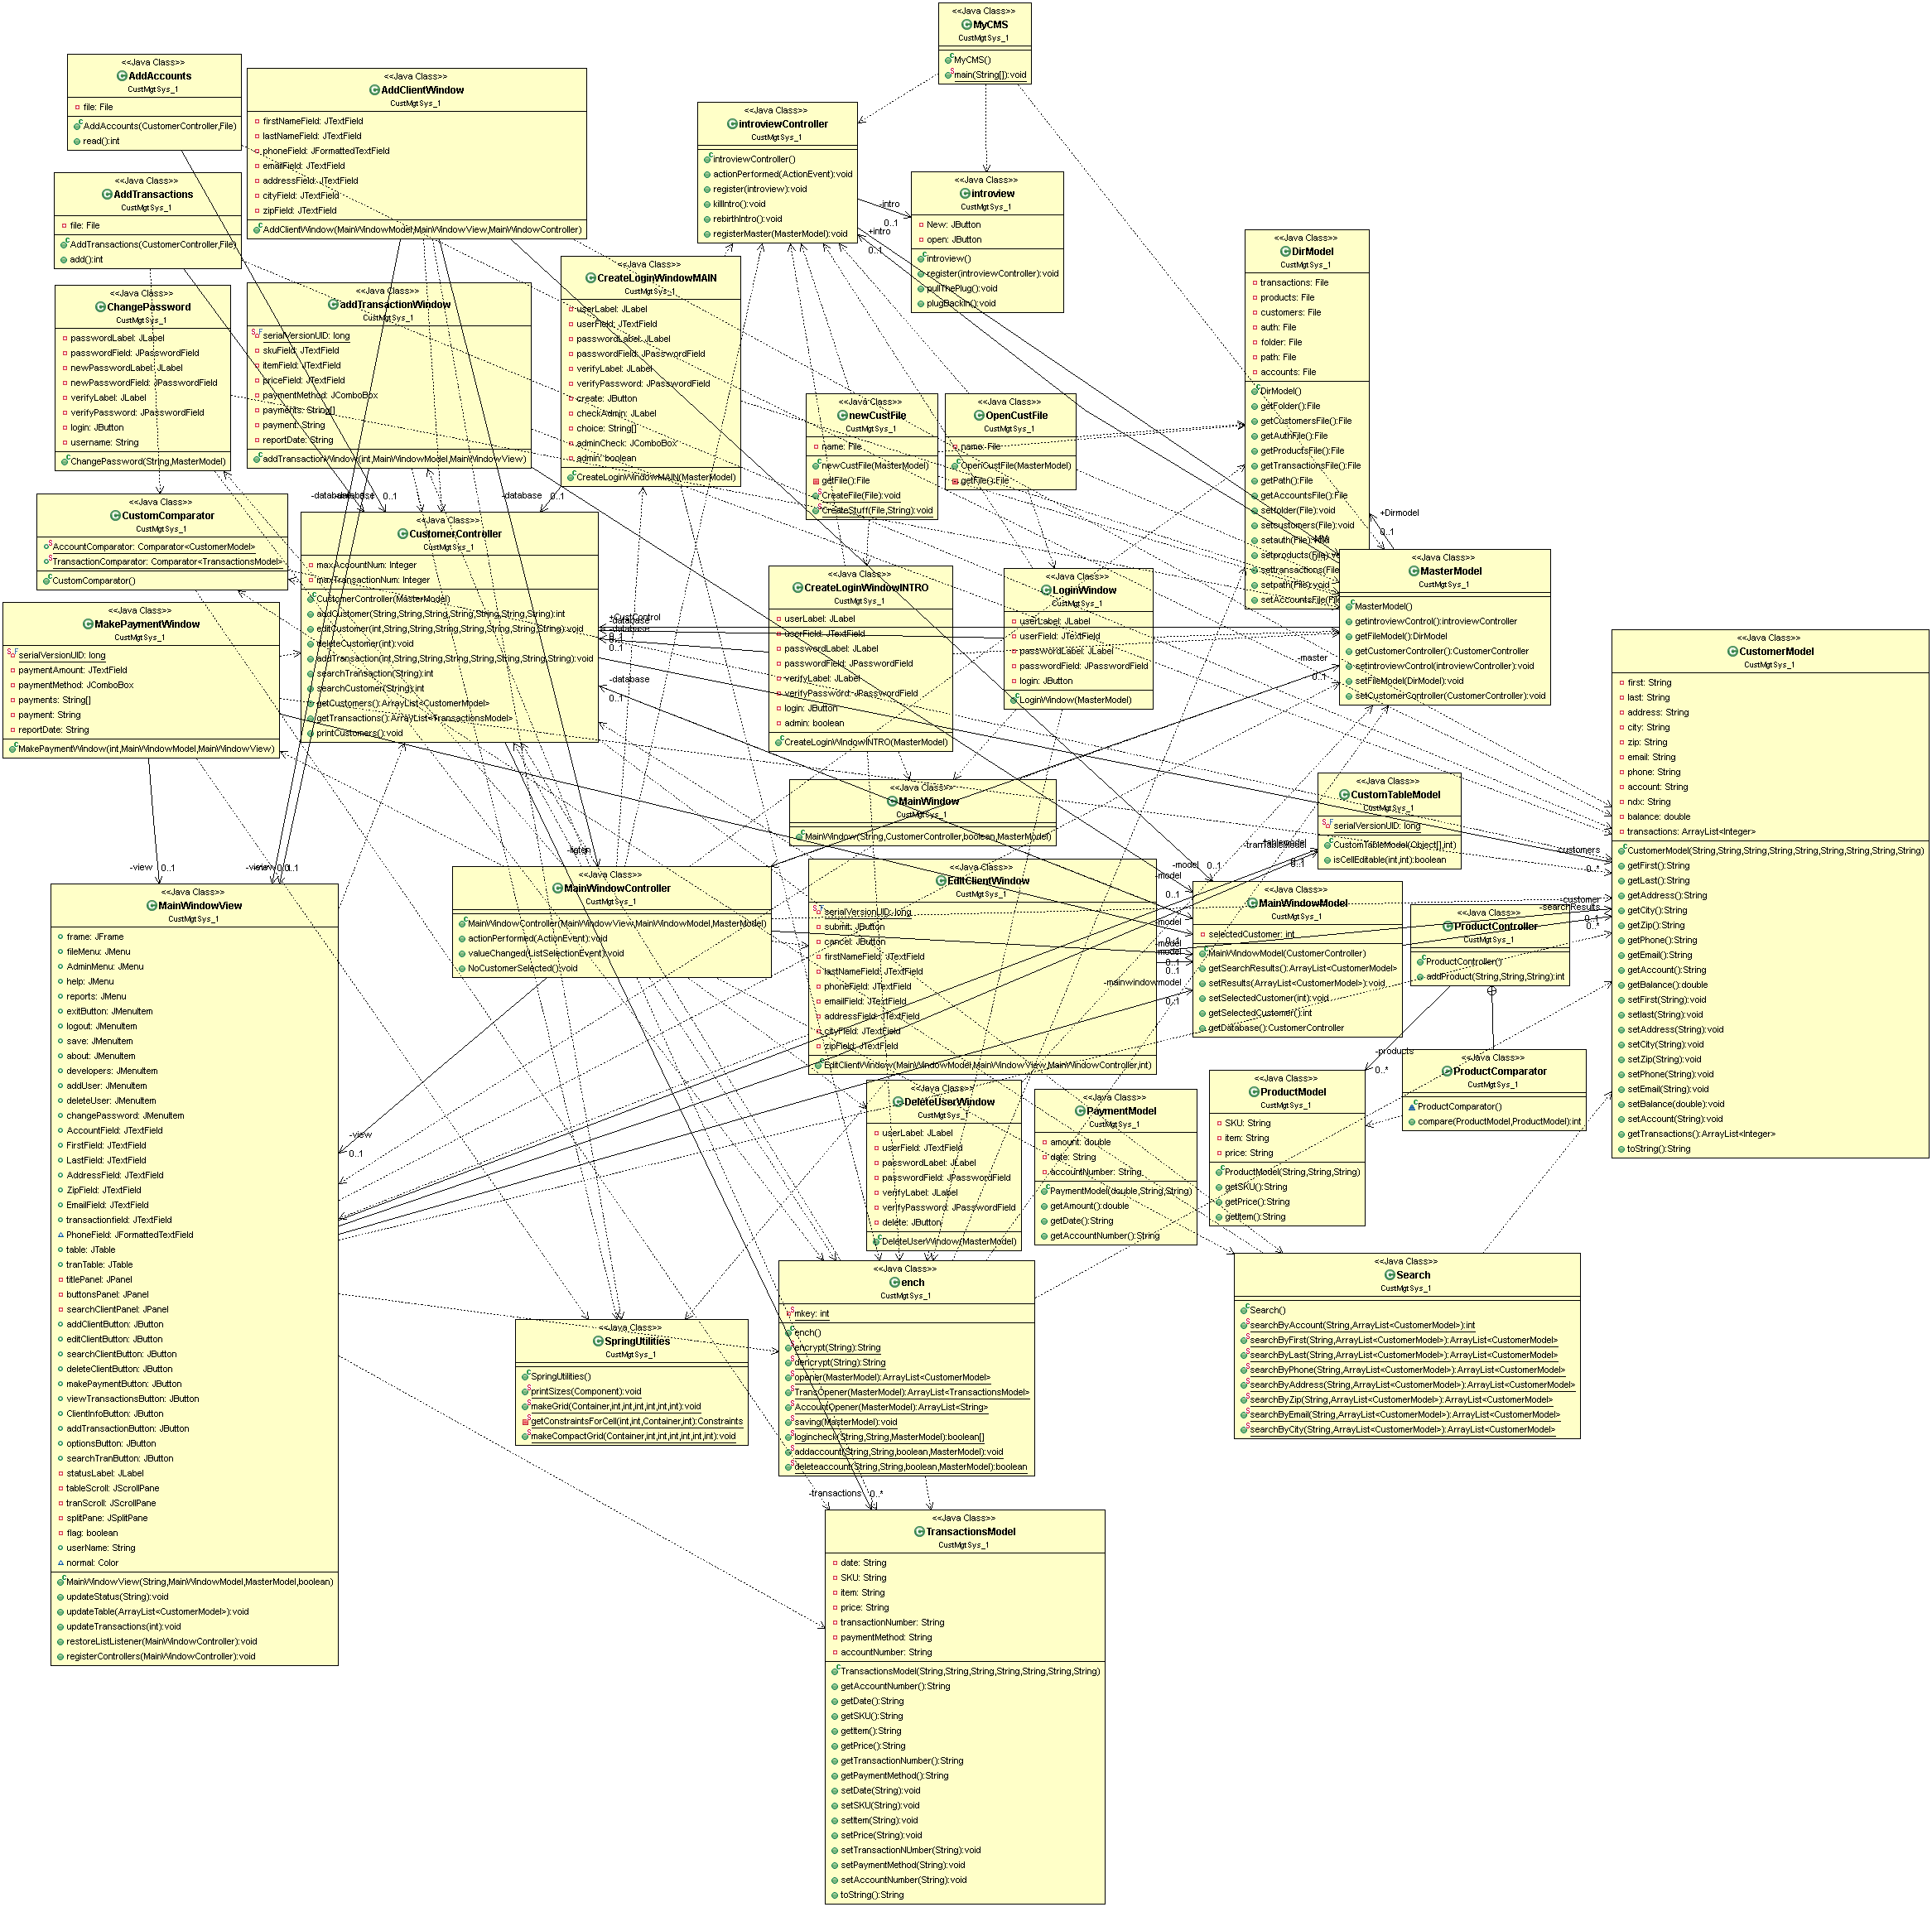 <<Java Class>>
MyCMS
CustMgtSys_1
MyCMS()
main(String[]):void
<<Java Class>>
AddAccounts
CustMgtSys_1
file: File
AddAccounts(CustomerController,File)
read():int
<<Java Class>>
AddClientWindow
CustMgtSys_1
firstNameField: JTextField
lastNameField: JTextField
phoneField: JFormattedTextField
emailField: JTextField
addressField: JTextField
cityField: JTextField
zipField: JTextField
AddClientWindow(MainWindowModel,MainWindowView,MainWindowController)
<<Java Class>>
introviewController
CustMgtSys_1
introviewController()
actionPerformed(ActionEvent):void
register(introview):void
killIntro():void
rebirthIntro():void
registerMaster(MasterModel):void
<<Java Class>>
introview
CustMgtSys_1
New: JButton
open: JButton
introview()
register(introviewController):void
pullThePlug():void
plugBackIn():void
-intro
0..1
+intro
0..1
<<Java Class>>
AddTransactions
CustMgtSys_1
file: File
AddTransactions(CustomerController,File)
add():int
<<Java Class>>
DirModel
CustMgtSys_1
transactions: File
products: File
customers: File
auth: File
folder: File
path: File
accounts: File
DirModel()
getFolder():File
getCustomersFile():File
getAuthFile():File
getProductsFile():File
getTransactionsFile():File
getPath():File
getAccountsFile():File
setfolder(File):void
setcustomers(File):void
setauth(File):void
setproducts(File):vo
settransactions(File
setpath(File):void
setAccountsFile(File
+Dirmodel
0..1
<<Java Class>>
ChangePassword
CustMgtSys_1
passwordLabel: JLabel
passwordField: JPasswordField
newPasswordLabel: JLabel
newPasswordField: JPasswordField
verifyLabel: JLabel
verifyPassword: JPasswordField
login: JButton
username: String
ChangePassword(String,MasterModel)
<<Java Class>>
addTransactionWindow
CustMgtSys_1
serialVersionUID: long
skuField: JTextField
itemField: JTextField
priceField: JTextField
paymentMethod: JComboBox
payments: String[]
payment: String
reportDate: String
addTransactionWindow(int,MainWindowModel,MainWindowView)
<<Java Class>>
CreateLoginWindowMAIN
CustMgtSys_1
userLabel: JLabel
userField: JTextField
passwordLabel: JLabel
passwordField: JPasswordField
verifyLabel: JLabel
verifyPassword: JPasswordField
create: JButton
checkAdmin: JLabel
choice: String[]
adminCheck: JComboBox
admin: boolean
CreateLoginWindowMAIN(MasterModel)
<<Java Class>>
newCustFile
CustMgtSys_1
name: File
newCustFile(MasterModel)
getFile():File
CreateFile(File):void
CreateStuff(File,String):void
<<Java Class>>
OpenCustFile
CustMgtSys_1
name: File
OpenCustFile(MasterModel)
getFile():File
-database
0..1
-database
0..1
<<Java Class>>
CustomComparator
CustMgtSys_1
AccountComparator: Comparator<CustomerModel>
TransactionComparator: Comparator<TransactionsModel>
CustomComparator()
<<Java Class>>
CustomerController
CustMgtSys_1
maxAccountNum: Integer
maxTransactionNum: Integer
CustomerController(MasterModel)
addCustomer(String,String,String,String,String,String,String):int
editCustomer(int,String,String,String,String,String,String,String):void
deleteCustomer(int):void
addTransaction(int,String,String,String,String,String,String,String):void
searchTransaction(String):int
searchCustomer(String):int
getCustomers():ArrayList<CustomerModel>
getTransactions():ArrayList<TransactionsModel>
printCustomers():void
+CustControl
-database
0..1
-database
0..1
<<Java Class>>
CreateLoginWindowINTRO
CustMgtSys_1
userLabel: JLabel
userField: JTextField
passwordLabel: JLabel
passwordField: JPasswordField
verifyLabel: JLabel
verifyPassword: JPasswordField
login: JButton
admin: boolean
CreateLoginWindowINTRO(MasterModel)
<<Java Class>>
LoginWindow
CustMgtSys_1
userLabel: JLabel
userField: JTextField
passwordLabel: JLabel
passwordField: JPasswordField
login: JButton
LoginWindow(MasterModel)
<<Java Class>>
MasterModel
CustMgtSys_1
MasterModel()
getintroviewControl():introviewController
getFileModel():DirModel
getCustomerController():CustomerController
setintroviewControl(introviewController):void
setFileModel(DirModel):void
setCustomerController(CustomerController):void
-master
0..1
<<Java Class>>
CustomerModel
CustMgtSys_1
first: String
last: String
address: String
city: String
zip: String
email: String
phone: String
account: String
ndx: String
balance: double
transactions: ArrayList<Integer>
CustomerModel(String,String,String,String,String,String,String,String)
getFirst():String
getLast():String
getAddress():String
getCity():String
getZip():String
getPhone():String
getEmail():String
getAccount():String
getBalance():double
setFirst(String):void
setlast(String):void
setAddress(String):void
setCity(String):void
setZip(String):void
setPhone(String):void
setEmail(String):void
setBalance(double):void
setAccount(String):void
getTransactions():ArrayList<Integer>
toString():String
-customers
0..*
-customer
-searchResults
0..1
0..*
<<Java Class>>
MakePaymentWindow
CustMgtSys_1
serialVersionUID: long
paymentAmount: JTextField
paymentMethod: JComboBox
payments: String[]
payment: String
reportDate: String
MakePaymentWindow(int,MainWindowModel,MainWindowView)
-view
0..1
-view
0..1
<<Java Class>>
MainWindow
CustMgtSys_1
MainWindow(String,CustomerController,boolean,MasterModel)
<<Java Class>>
CustomTableModel
CustMgtSys_1
serialVersionUID: long
CustomTableModel(Object[],int)
isCellEditable(int,int):boolean
-tranTableModel
0..1
<<Java Class>>
MainWindowController
CustMgtSys_1
MainWindowController(MainWindowView,MainWindowModel,MasterModel)
actionPerformed(ActionEvent):void
valueChanged(ListSelectionEvent):void
NoCustomerSelected():void
<<Java Class>>
EditClientWindow
CustMgtSys_1
serialVersionUID: long
submit: JButton
cancel: JButton
firstNameField: JTextField
lastNameField: JTextField
phoneField: JTextField
emailField: JTextField
addressField: JTextField
cityField: JTextField
zipField: JTextField
EditClientWindow(MainWindowModel,MainWindowView,MainWindowController,int)
<<Java Class>>
MainWindowModel
CustMgtSys_1
selectedCustomer: int
MainWindowModel(CustomerController)
getSearchResults():ArrayList<CustomerModel>
setResults(ArrayList<CustomerModel>):void
setSelectedCustomer(int):void
getSelectedCustomer():int
getDatabase():CustomerController
-model
0..1
-model
0..1
-model
0..1
-model
0..1
-model
0..1
-mainwindowmodel
0..1
<<Java Class>>
ProductController
CustMgtSys_1
ProductController()
addProduct(String,String,String):int
-products
0..*
<<Java Class>>
ProductComparator
CustMgtSys_1
ProductComparator()
compare(ProductModel,ProductModel):int
<<Java Class>>
ProductModel
CustMgtSys_1
SKU: String
item: String
price: String
ProductModel(String,String,String)
getSKU():String
getPrice():String
getItem():String
<<Java Class>>
MainWindowView
CustMgtSys_1
frame: JFrame
fileMenu: JMenu
AdminMenu: JMenu
help: JMenu
reports: JMenu
exitButton: JMenuItem
logout: JMenuItem
save: JMenuItem
about: JMenuItem
developers: JMenuItem
addUser: JMenuItem
deleteUser: JMenuItem
changePassword: JMenuItem
AccountField: JTextField
FirstField: JTextField
LastField: JTextField
AddressField: JTextField
ZipField: JTextField
EmailField: JTextField
transactionfield: JTextField
PhoneField: JFormattedTextField
table: JTable
tranTable: JTable
titlePanel: JPanel
buttonsPanel: JPanel
searchClientPanel: JPanel
addClientButton: JButton
editClientButton: JButton
searchClientButton: JButton
deleteClientButton: JButton
makePaymentButton: JButton
viewTransactionsButton: JButton
ClientInfoButton: JButton
addTransactionButton: JButton
optionsButton: JButton
searchTranButton: JButton
statusLabel: JLabel
tableScroll: JScrollPane
tranScroll: JScrollPane
splitPane: JSplitPane
flag: boolean
userName: String
normal: Color
MainWindowView(String,MainWindowModel,MasterModel,boolean)
updateStatus(String):void
updateTable(ArrayList<CustomerModel>):void
updateTransactions(int):void
restoreListListener(MainWindowController):void
registerControllers(MainWindowController):void
-view
0..1
<<Java Class>>
DeleteUserWindow
CustMgtSys_1
userLabel: JLabel
userField: JTextField
passwordLabel: JLabel
passwordField: JPasswordField
verifyLabel: JLabel
verifyPassword: JPasswordField
delete: JButton
DeleteUserWindow(MasterModel)
<<Java Class>>
PaymentModel
CustMgtSys_1
amount: double
date: String
accountNumber: String
PaymentModel(double,String,String)
getAmount():double
getDate():String
getAccountNumber():String
<<Java Class>>
Search
CustMgtSys_1
Search()
searchByAccount(String,ArrayList<CustomerModel>):int
searchByFirst(String,ArrayList<CustomerModel>):ArrayList<CustomerModel>
searchByLast(String,ArrayList<CustomerModel>):ArrayList<CustomerModel>
searchByPhone(String,ArrayList<CustomerModel>):ArrayList<CustomerModel>
searchByAddress(String,ArrayList<CustomerModel>):ArrayList<CustomerModel>
searchByZip(String,ArrayList<CustomerModel>):ArrayList<CustomerModel>
searchByEmail(String,ArrayList<CustomerModel>):ArrayList<CustomerModel>
searchByCity(String,ArrayList<CustomerModel>):ArrayList<CustomerModel>
<<Java Class>>
SpringUtilities
CustMgtSys_1
SpringUtilities()
printSizes(Component):void
makeGrid(Container,int,int,int,int,int,int):void
getConstraintsForCell(int,int,Container,int):Constraints
makeCompactGrid(Container,int,int,int,int,int,int):void
<<Java Class>>
ench
CustMgtSys_1
mkey: int
ench()
encrypt(String):String
dencrypt(String):String
opener(MasterModel):ArrayList<CustomerModel>
TransOpener(MasterModel):ArrayList<TransactionsModel>
AccountOpener(MasterModel):ArrayList<String>
saving(MasterModel):void
logincheck(String,String,MasterModel):boolean[]
addaccount(String,String,boolean,MasterModel):void
deleteaccount(String,String,boolean,MasterModel):boolean
-transactions
0..*
<<Java Class>>
TransactionsModel
CustMgtSys_1
date: String
SKU: String
item: String
price: String
transactionNumber: String
paymentMethod: String
accountNumber: String
TransactionsModel(String,String,String,String,String,String,String)
getAccountNumber():String
getDate():String
getSKU():String
getItem():String
getPrice():String
getTransactionNumber():String
getPaymentMethod():String
setDate(String):void
setSKU(String):void
setItem(String):void
setPrice(String):void
setTransactionNUmber(String):void
setPaymentMethod(String):void
setAccountNumber(String):void
toString():String